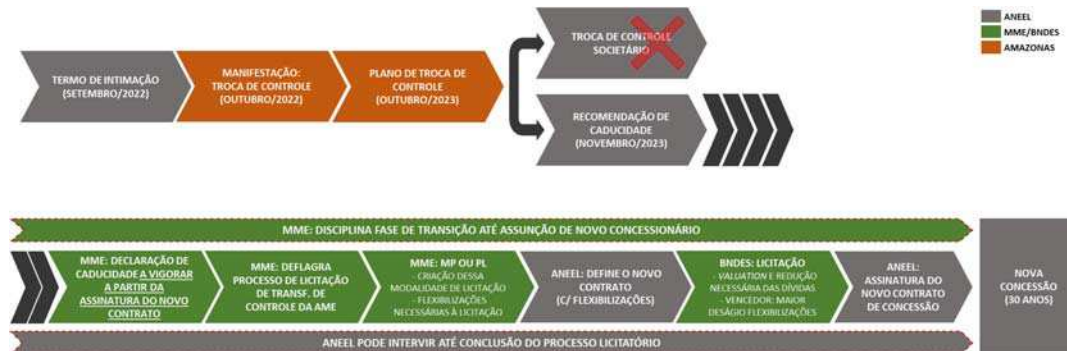 ANEEL
MME/BNDES
AMAZONAS
TERMO DE INTIMAÇÃO
(SETEMBRO/2022)
MANIFESTAÇÃO:
TROCA DE CONTROLE
(OUTUBRO/2022)
PLANO DE TROCA DE
CONTROLE
(OUTUBRO/2023)
TROCA DE CONTROLE
SOCIETÁRIO
RECOMENDAÇÃO DE
CADUCIDADE
(NOVEMBRO/2023)
MME: DISCIPLINA FASE DE TRANSIÇÃO ATÉ ASSUNÇÃO DE NOVO CONCESSIONÁRIO
MME: DECLARAÇÃO DE
CADUCIDADE A VIGORAR
A PARTIR DA
ASSINATURA DO NOVO
CONTRATO
MME: DEFLAGRA
PROCESSO DE LICITAÇÃO
DE TRANSF. DE
CONTROLE DA AME
MME: MP OU PL
- CRIAÇÃO DESSA
MODALIDADE DE LICITAÇÃO
- FLEXIBILIZAÇÕES
NECESSÁRIAS À LICITAÇÃO
ANEEL: DEFINE O NOVO
CONTRATO
(C/ FLEXIBILIZAÇÕES)
BNDES: LICITAÇÃO
- VALUATION E REDUÇÃO
NECESSÁRIA DAS DÍVIDAS
- VENCEDOR: MAIOR
DESÁGIO FLEXIBILIZAÇÕES
ANEEL:
ASSINATURA DO
NOVO CONTRATO
DE CONCESSÃO
NOVA
CONCESSÃO
(30 ANOS)
ANEEL PODE INTERVIR ATÉ CONCLUSÃO DO PROCESSO LICITATÓRIO